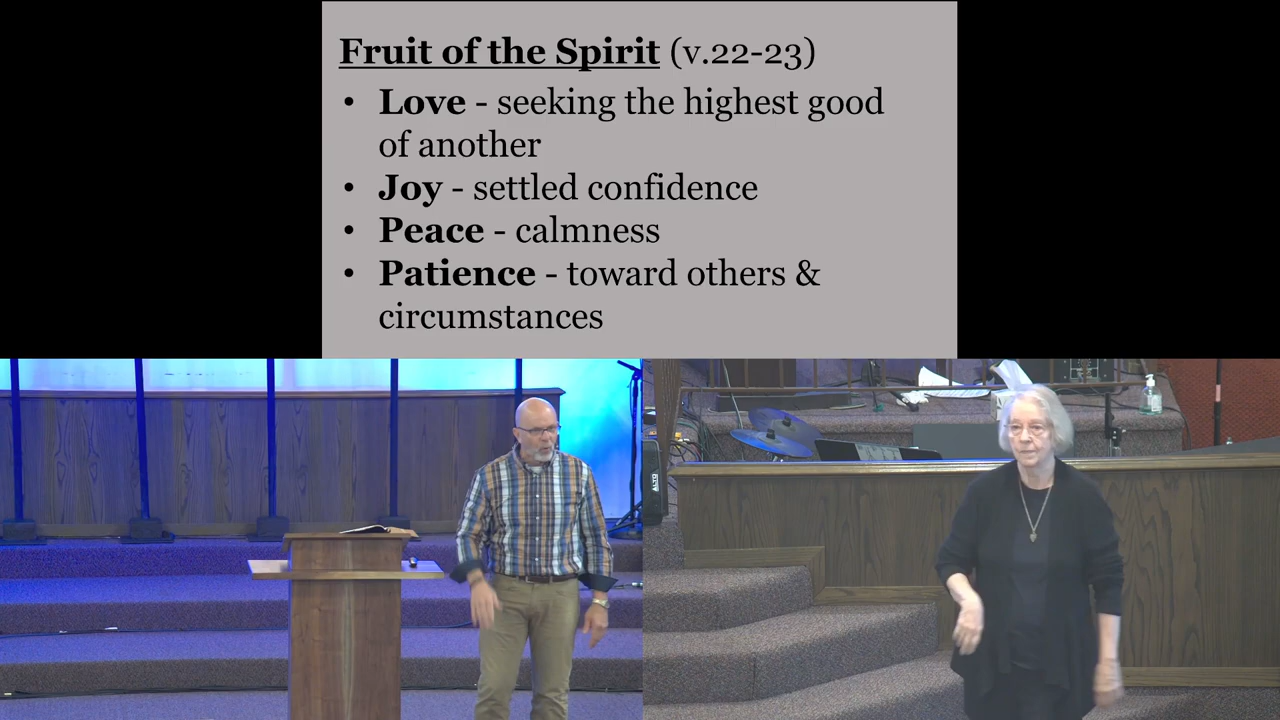 Fruit of the Spirit (v.22-23)
• Love - seeking the highest good
of another
• Joy - settled confidence
• Peace - calmness
• Patience - toward others &
circumstances
ALTO